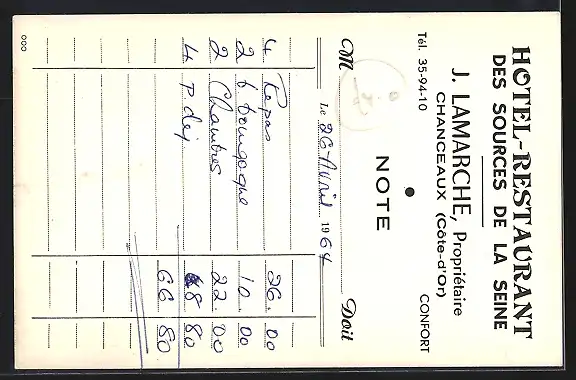 HOTEL-RESTAURANT
DES SOURCES DE LA SEINE
J. LAMARCHE, Propriétaire
CHANCEAUX (Côte-d'Or)
Tél. 35-94-10 CONFORT
NOTE
M Doit
Le 26 Avril 1964
4 Repas 26.00
2 b bourgogne 10.00
2 Chambres 22.00
4 P. déj. 8 80
66 80
000